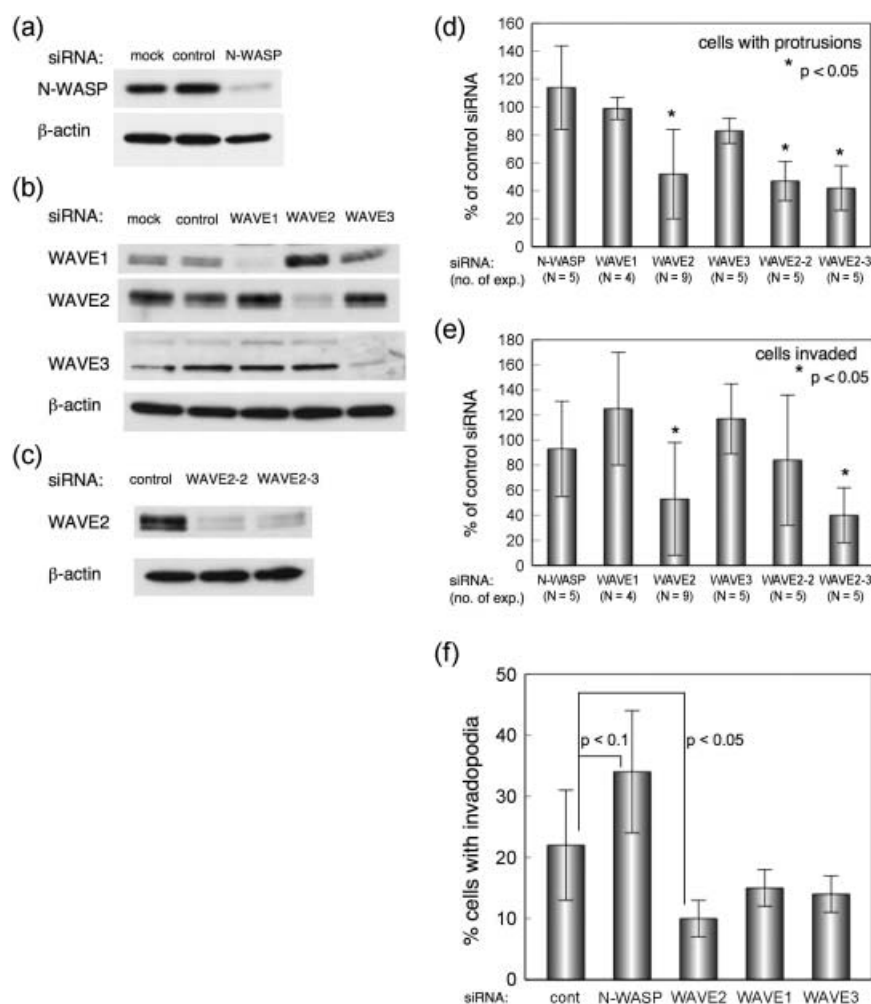 (a)
siRNA: mock control N-WASP
N-WASP
β-actin
(b)
siRNA: mock control WAVE1 WAVE2 WAVE3
WAVE1
WAVE2
WAVE3
β-actin
(c)
siRNA: control WAVE2-2 WAVE2-3
WAVE2
β-actin
(d)
cells with protrusions
* p < 0.05
% of control siRNA
160
140
120
100
80
60
40
20
0
* * *
siRNA: N-WASP WAVE1 WAVE2 WAVE3 WAVE2-2 WAVE2-3
(no. of exp.) (N = 5) (N = 4) (N = 9) (N = 5) (N = 5) (N = 5)
(e)
cells invaded
* p < 0.05
% of control siRNA
180
160
140
120
100
80
60
40
20
0
* *
siRNA: N-WASP WAVE1 WAVE2 WAVE3 WAVE2-2 WAVE2-3
(no. of exp.) (N = 5) (N = 4) (N = 9) (N = 5) (N = 5) (N = 5)
(f)
% cells with invadopodia
50
40
30
20
10
0
p < 0.1 p < 0.05
siRNA: cont N-WASP WAVE2 WAVE1 WAVE3